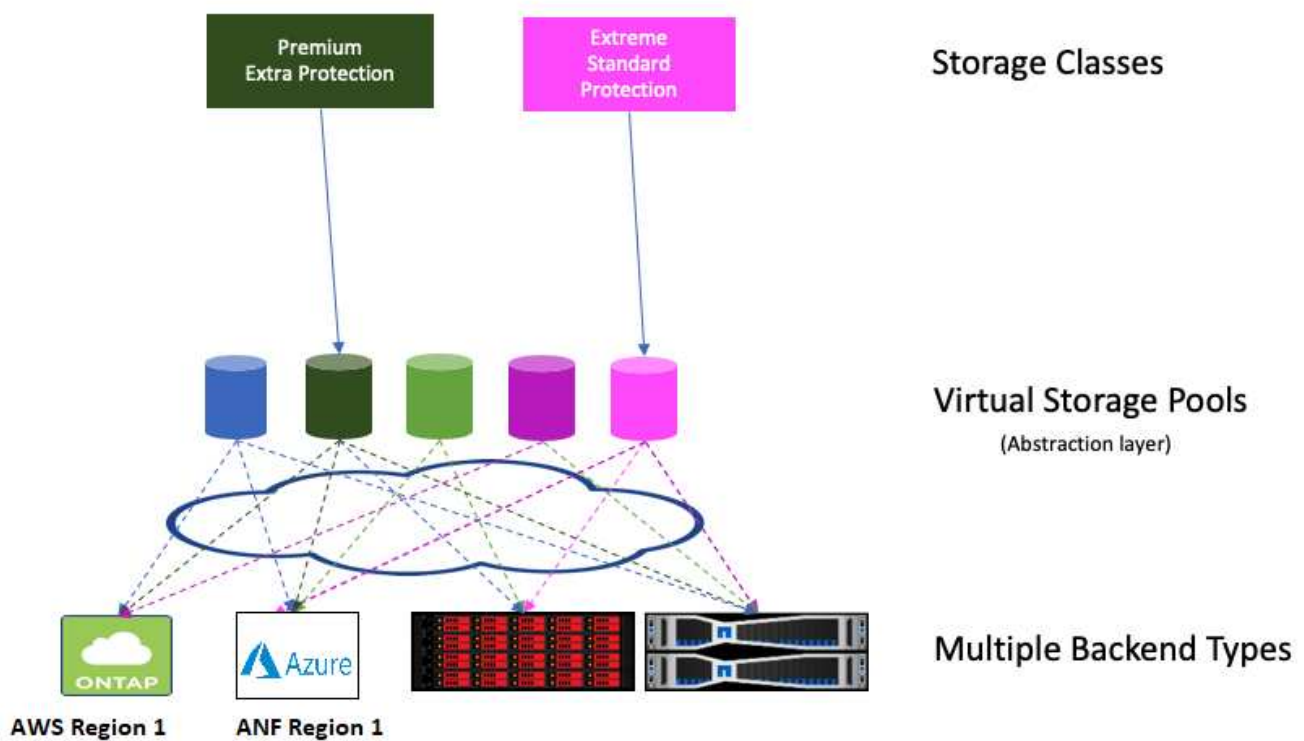 Premium
Extra Protection
Extreme
Standard
Protection
Storage Classes
Virtual Storage Pools
(Abstraction layer)
ONTAP
Azure
Multiple Backend Types
AWS Region 1
ANF Region 1